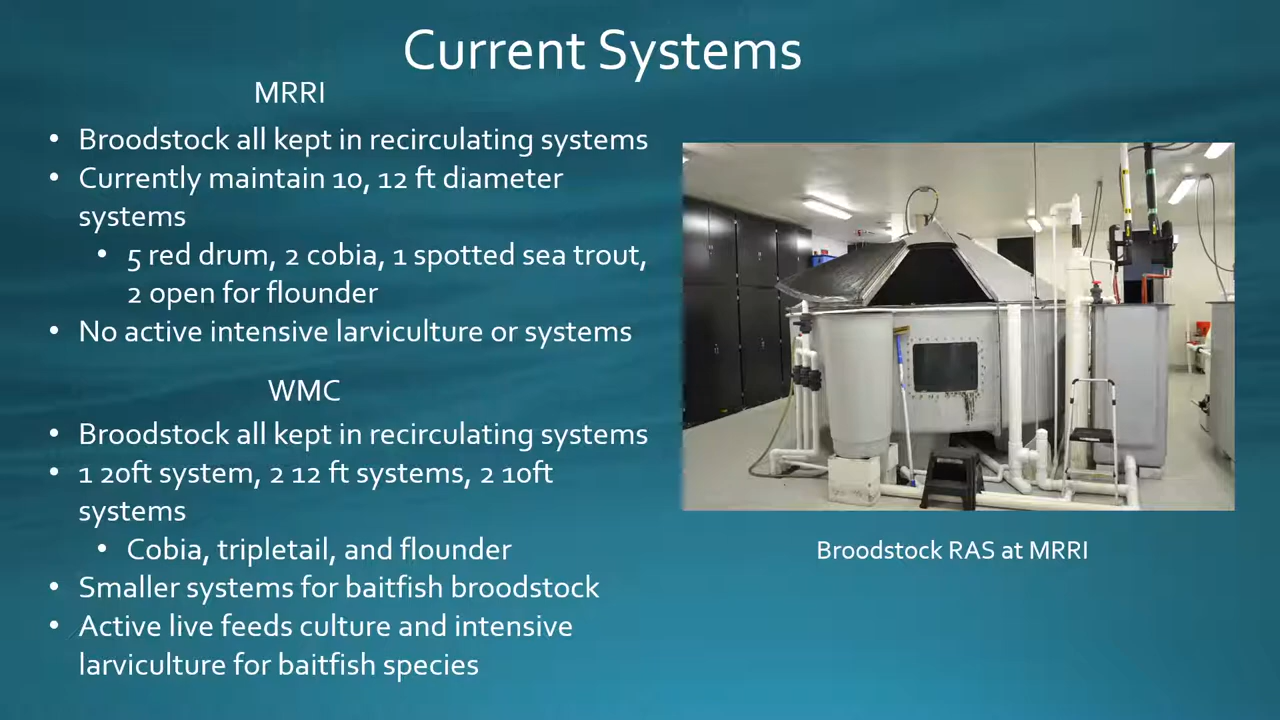 Current Systems
MRRI
• Broodstock all kept in recirculating systems
• Currently maintain 10, 12 ft diameter
systems
• 5 red drum, 2 cobia, 1 spotted sea trout,
2 open for flounder
• No active intensive larviculture or systems
WMC
• Broodstock all kept in recirculating systems
• 1 20ft system, 2 12 ft systems, 2 10ft
systems
• Cobia, tripletail, and flounder
• Smaller systems for baitfish broodstock
• Active live feeds culture and intensive
larviculture for baitfish species
Broodstock RAS at MRRI